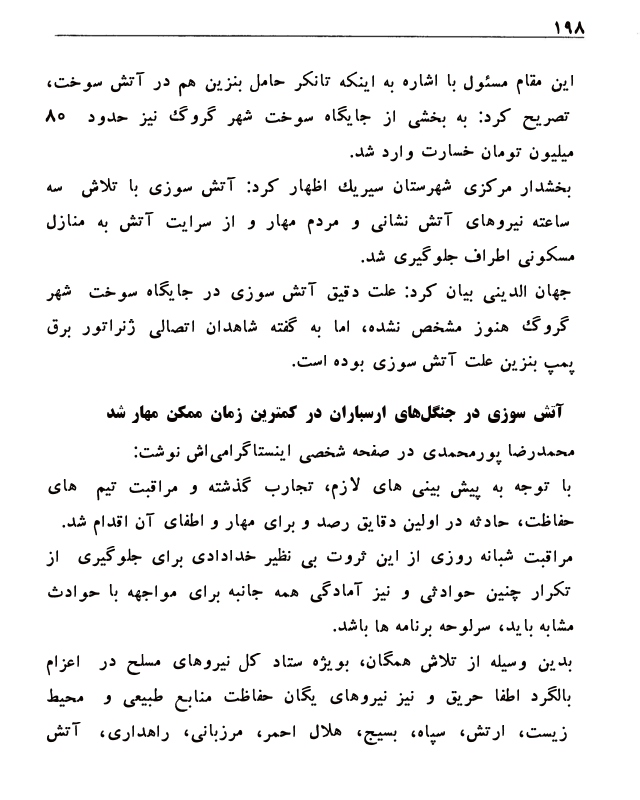 ۱۹۸
این مقام مسئول با اشاره به اینکه تانکر حامل بنزین هم در آتش سوخت،
تصریح کرد: به بخشی از جایگاه سوخت شهر گروگ نیز حدود ۸۰
میلیون تومان خسارت وارد شد.
بخشدار مرکزی شهرستان سیریك اظهار کرد: آتش سوزی با تلاش سه
ساعته نیروهای آتش نشانی و مردم مهار و از سرایت آتش به منازل
مسکونی اطراف جلوگیری شد.
جهان الدینی بیان کرد: علت دقیق آتش سوزی در جایگاه سوخت شهر
گروگ هنوز مشخص نشده، اما به گفته شاهدان اتصالی ژنراتور برق
پمپ بنزین علت آتش سوزی بوده است.
آتش سوزی در جنگل‌های ارسباران در کمترین زمان ممکن مهار شد
محمدرضا پورمحمدی در صفحه شخصی اینستاگرامی‌اش نوشت:
با توجه به پیش بینی های لازم، تجارب گذشته و مراقبت تیم های
حفاظت، حادثه در اولین دقایق رصد و برای مهار و اطفای آن اقدام شد.
مراقبت شبانه روزی از این ثروت بی نظیر خدادادی برای جلوگیری از
تکرار چنین حوادثی و نیز آمادگی همه جانبه برای مواجهه با حوادث
مشابه باید، سرلوحه برنامه ها باشد.
بدین وسیله از تلاش همگان، بویژه ستاد کل نیروهای مسلح در اعزام
بالگرد اطفا حریق و نیز نیروهای یگان حفاظت منابع طبیعی و محیط
زیست، ارتش، سپاه، بسیج، هلال احمر، مرزبانی، راهداری، آتش